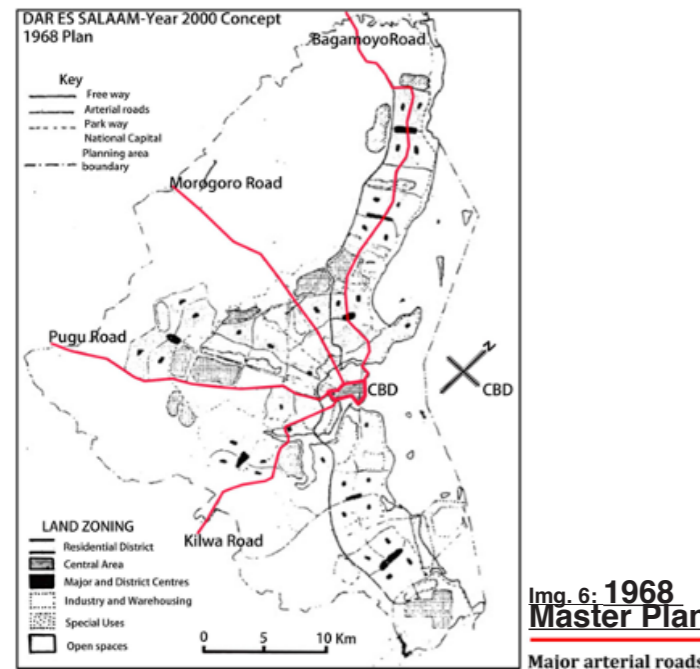 DAR ES SALAAM-Year 2000 Concept
1968 Plan
BagamoyoRoad
Key
Free way
Arterial roads
Park way
National Capital
Planning area
boundary
Morogoro Road
Pugu Road
CBD
N
CBD
Kilwa Road
LAND ZONING
Residential District
Central Area
Major and District Centres
Industry and Warehousing
Special Uses
Open spaces
0 5 10 Km
Img. 6: 1968
Master Plan
Major arterial roads